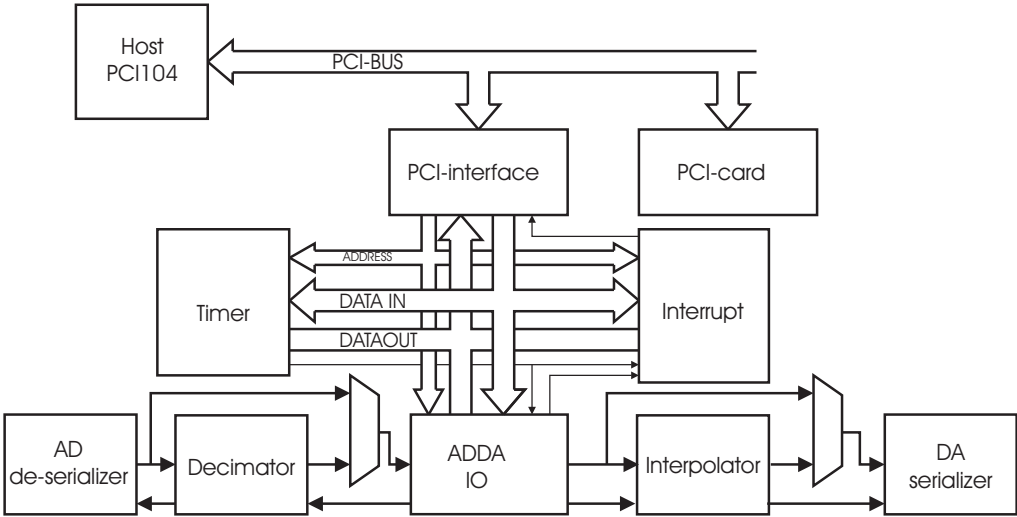 Host
PCI104
PCI-BUS
PCI-interface
PCI-card
ADDRESS
Timer
DATA IN
Interrupt
DATAOUT
AD
de-serializer
Decimator
ADDA
IO
Interpolator
DA
serializer